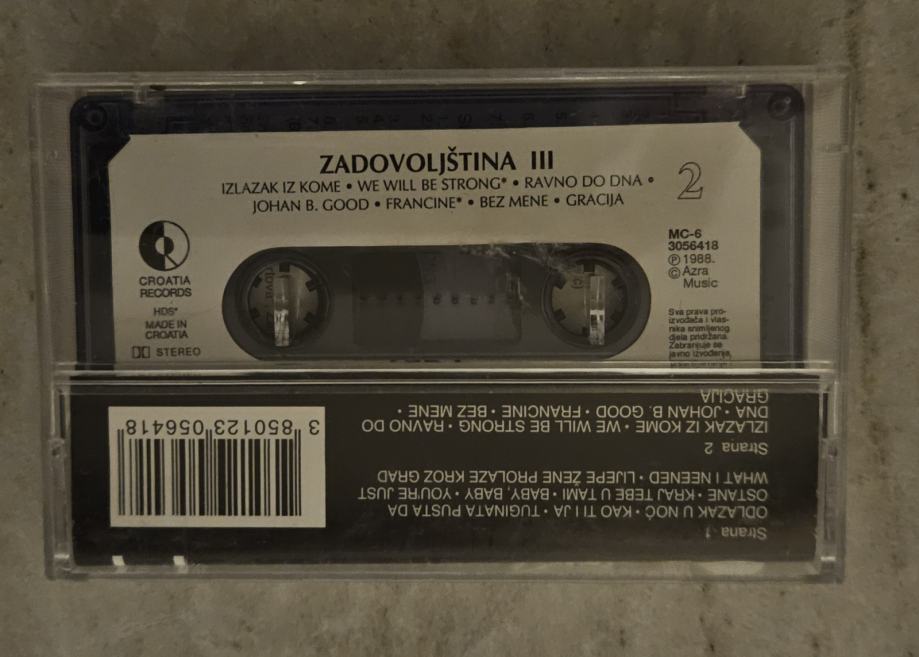 ZADOVOLJŠTINA III
IZLAZAK IZ KOME • WE WILL BE STRONG* • RAVNO DO DNA •
JOHAN B. GOOD • FRANCINE* • BEZ MENE • GRACIJA
2
CROATIA
RECORDS
HDS*
MADE IN
CROATIA
STEREO
MC-6
3056418
Ⓟ 1988.
© Azra
Music
Sva prava pro-
izvođača i vlas-
nika snimljenog
djela pridržana.
Zabranjuje se
javno izvođenje,
Strana 1
ODLAZAK U NOĆ • KAO TI I JA • TUGINATA PUSTA DA
OSTANE • KRAJ TEBE U TAMI • BABY, BABY • YOU'RE JUST
WHAT I NEENED • LIJEPE ŽENE PROLAZE KROZ GRAD
Strana 2
IZLAZAK IZ KOME • WE WILL BE STRONG • RAVNO DO
DNA • JOHAN B. GOOD • FRANCINE • BEZ MENE •
GRACIJA
3 850123 056418